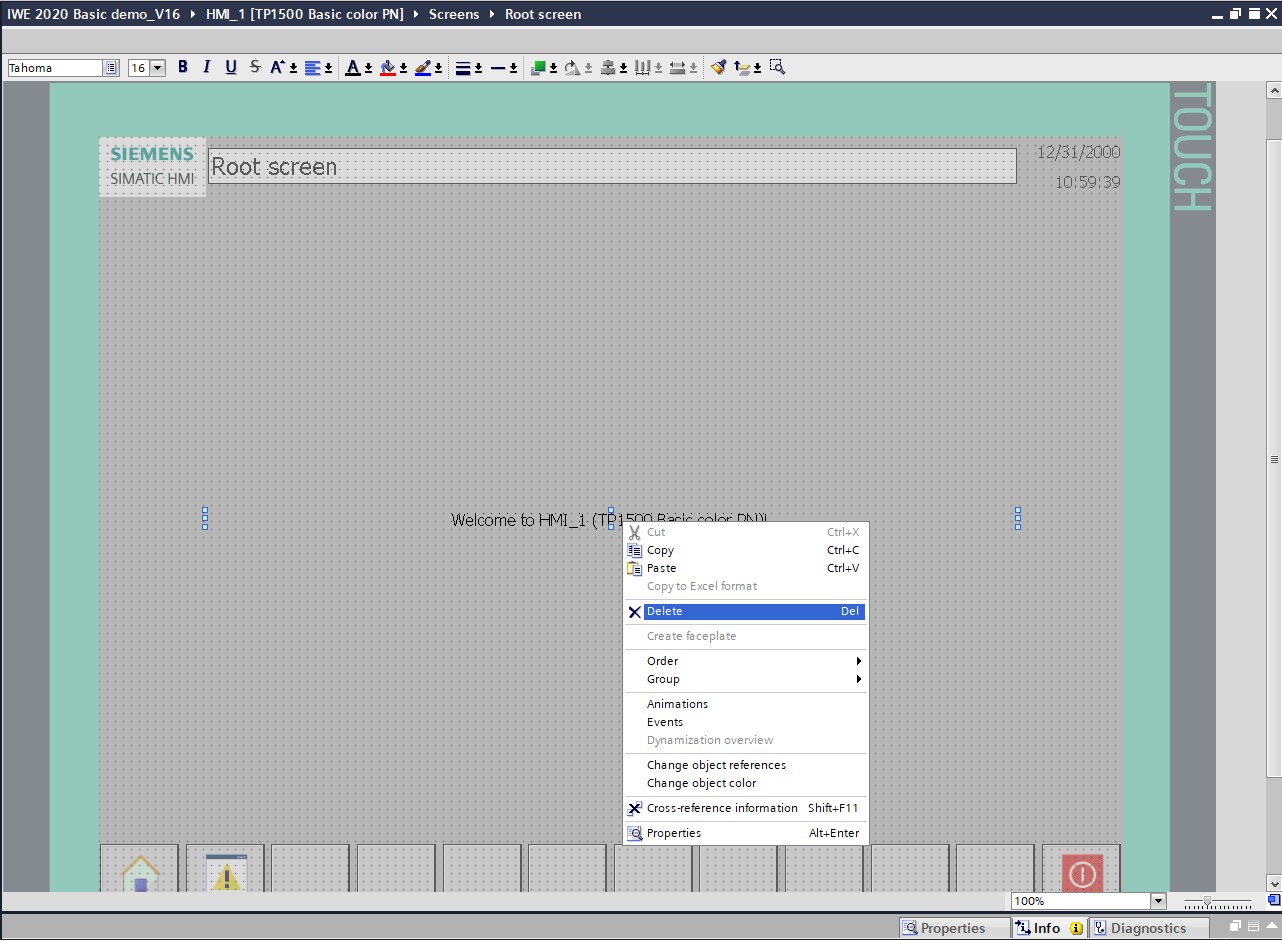 IWE 2020 Basic demo_V16 HMI_1 [TP1500 Basic color PN] Screens Root screen
Tahoma 16 B I U S A A
TOUCH
SIEMENS
SIMATIC HMI
Root screen
12/31/2000
10:59:39
Welcome to HMI_1 (TP1500 Basic color PN)!
Cut Ctrl+X
Copy Ctrl+C
Paste Ctrl+V
Copy to Excel format
Delete Del
Create faceplate
Order
Group
Animations
Events
Dynamization overview
Change object references
Change object color
Cross-reference information Shift+F11
Properties Alt+Enter
100%
Properties Info Diagnostics